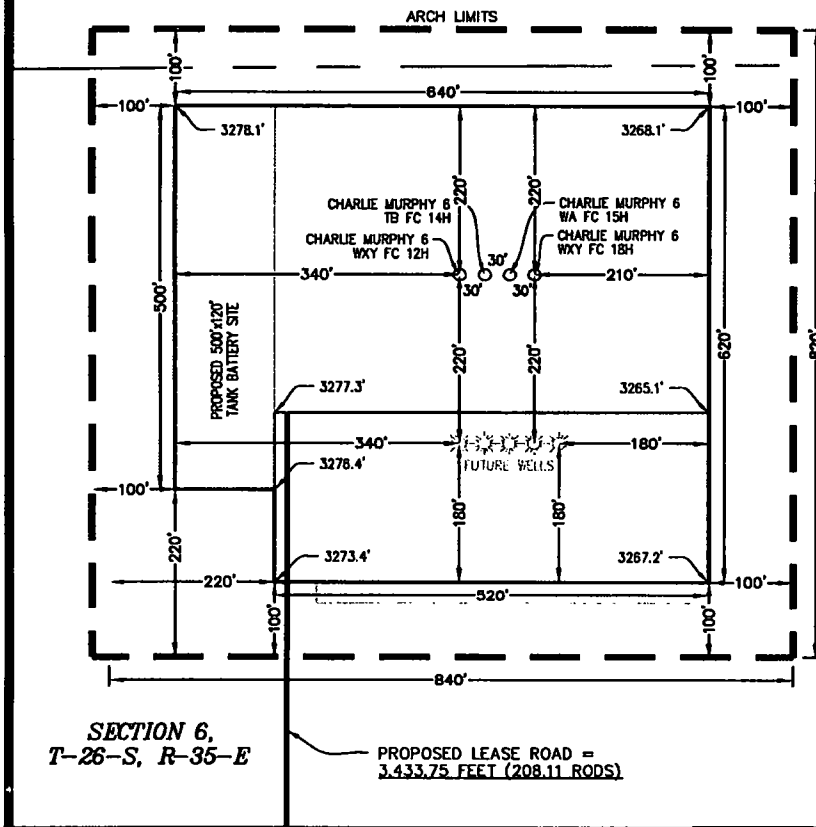 ARCH LIMITS
100'
100'
640'
100'
100'
3278.1'
3268.1'
220'
220'
CHARLIE MURPHY 6
TB FC 14H
CHARLIE MURPHY 6
WA FC 15H
CHARLIE MURPHY 6
WXY FC 12H
CHARLIE MURPHY 6
WXY FC 18H
30'
340'
30'
30'
210'
500'
PROPOSED 500'x120'
TANK BATTERY SITE
220'
220'
620'
820'
3277.3'
3265.1'
340'
180'
FUTURE WELLS
3276.4'
100'
180'
180'
220'
3273.4'
3267.2'
220'
100'
520'
100'
100'
840'
SECTION 6,
T-26-S, R-35-E
PROPOSED LEASE ROAD =
3,433.75 FEET (208.11 RODS)